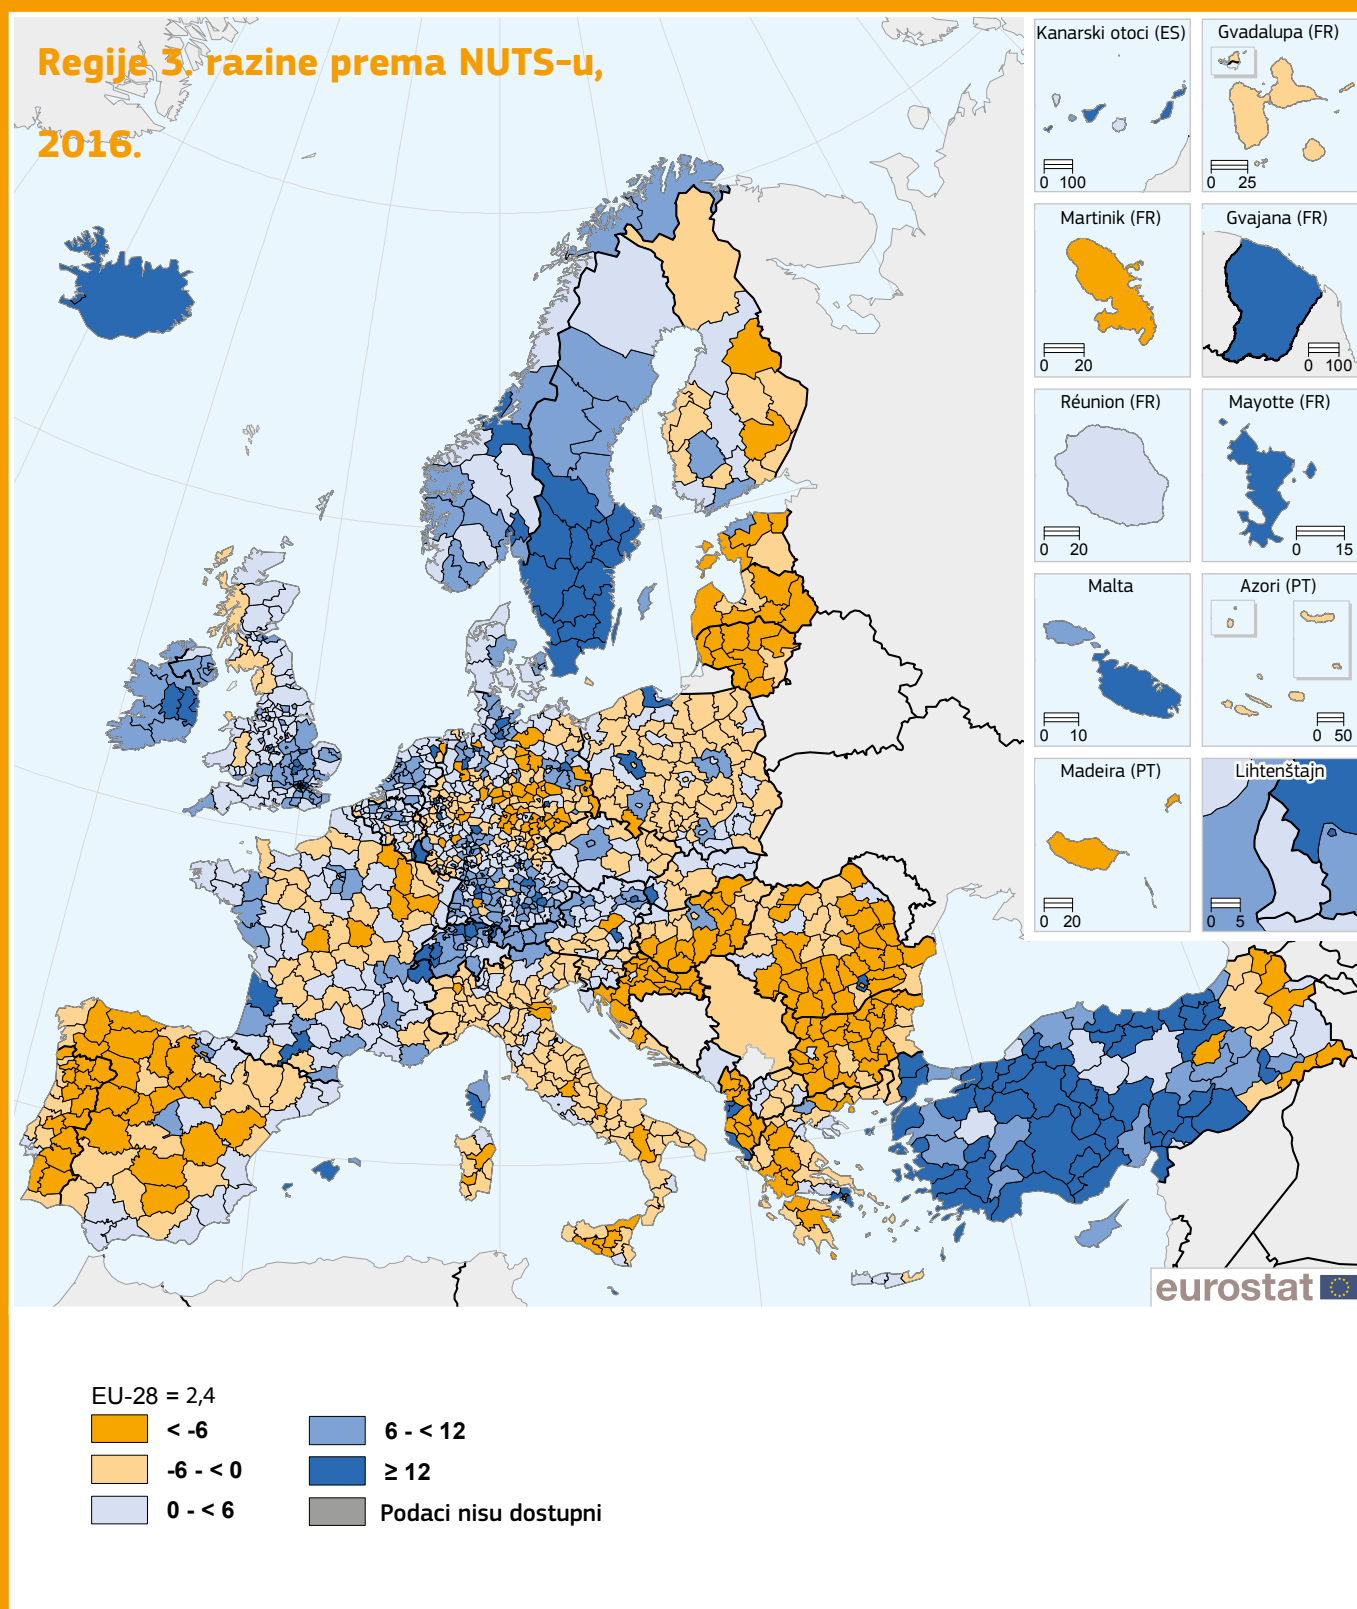 Regije 3. razine prema NUTS-u,
2016.
Kanarski otoci (ES)
0 100
Gvadalupa (FR)
0 25
Martinik (FR)
0 20
Gvajana (FR)
0 100
Réunion (FR)
0 20
Mayotte (FR)
0 15
Malta
0 10
Azori (PT)
0 50
Madeira (PT)
0 20
Lihtenštajn
0 5
eurostat
EU-28 = 2,4
< -6
-6 - < 0
0 - < 6
6 - < 12
≥ 12
Podaci nisu dostupni